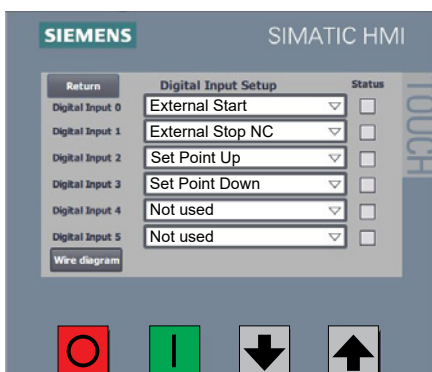 SIEMENS SIMATIC HMI
TOUCH
Return Digital Input Setup Status
Digital Input 0 External Start
Digital Input 1 External Stop NC
Digital Input 2 Set Point Up
Digital Input 3 Set Point Down
Digital Input 4 Not used
Digital Input 5 Not used
Wire diagram